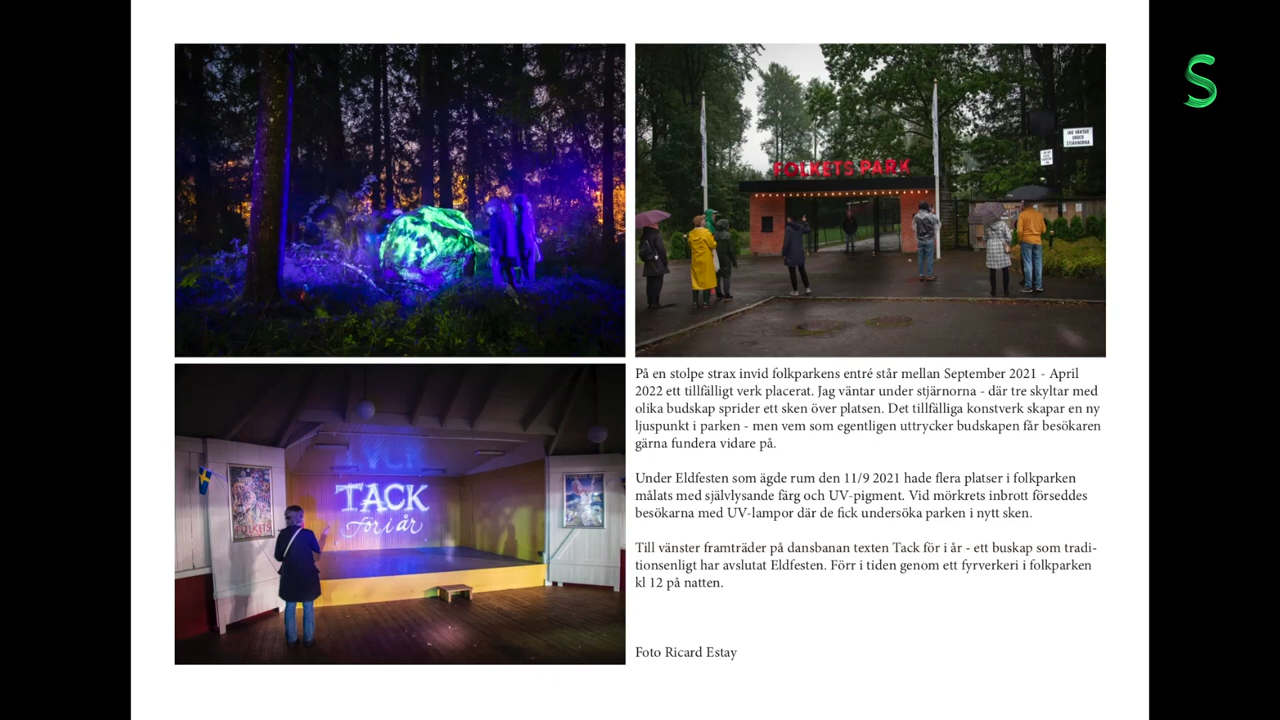 S
FOLKETS PARK
JAG VÄNTAR
UNDER
STJÄRNORNA
På en stolpe strax invid folkparkens entré står mellan September 2021 - April
2022 ett tillfälligt verk placerat. Jag väntar under stjärnorna - där tre skyltar med
olika budskap sprider ett sken över platsen. Det tillfälliga konstverk skapar en ny
ljuspunkt i parken - men vem som egentligen uttrycker budskapen får besökaren
gärna fundera vidare på.
Under Eldfesten som ägde rum den 11/9 2021 hade flera platser i folkparken
målats med självlysande färg och UV-pigment. Vid mörkrets inbrott förseddes
besökarna med UV-lampor där de fick undersöka parken i nytt sken.
TACK
för i år
FOLKETS
Till vänster framträder på dansbanan texten Tack för i år - ett buskap som tradi-
tionsenligt har avslutat Eldfesten. Förr i tiden genom ett fyrverkeri i folkparken
kl 12 på natten.
Foto Ricard Estay